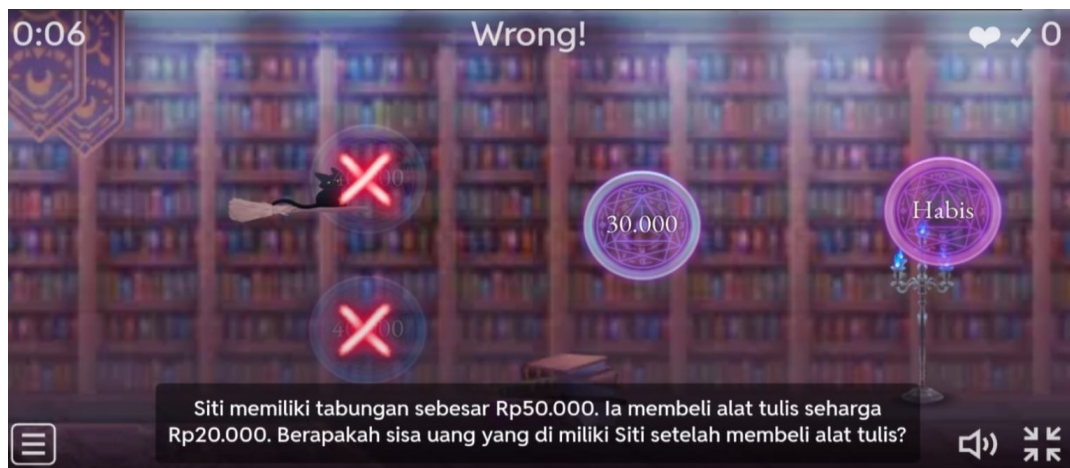 0:06
Wrong!
0
30.000
Habis
Siti memiliki tabungan sebesar Rp50.000. Ia membeli alat tulis seharga
Rp20.000. Berapakah sisa uang yang di miliki Siti setelah membeli alat tulis?